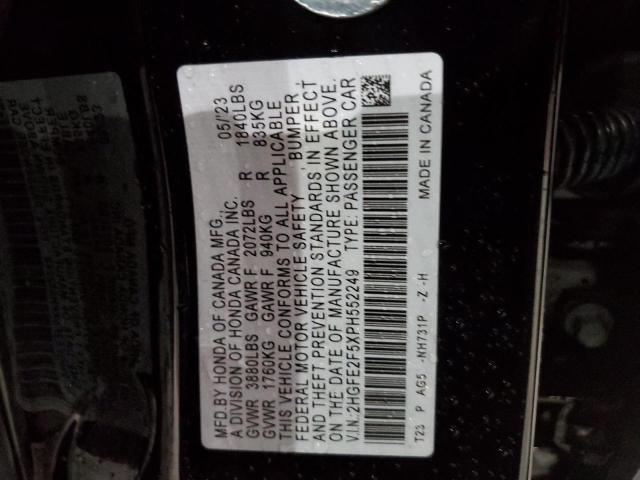 MFD.BY HONDA OF CANADA MFG., 05/'23
A DIVISION OF HONDA CANADA INC.
GVWR 3880LBS GAWR F 2072LBS R 1840LBS
GVWR 1760KG GAWR F 940KG R 835KG
THIS VEHICLE CONFORMS TO ALL APPLICABLE
FEDERAL MOTOR VEHICLE SAFETY, BUMPER,
AND THEFT PREVENTION STANDARDS IN EFFECT
ON THE DATE OF MANUFACTURE SHOWN ABOVE.
V.I.N.:2HGFE2F5XPH552249 TYPE: PASSENGER CAR
T23 P AG5 -NH731P -Z -H MADE IN CANADA